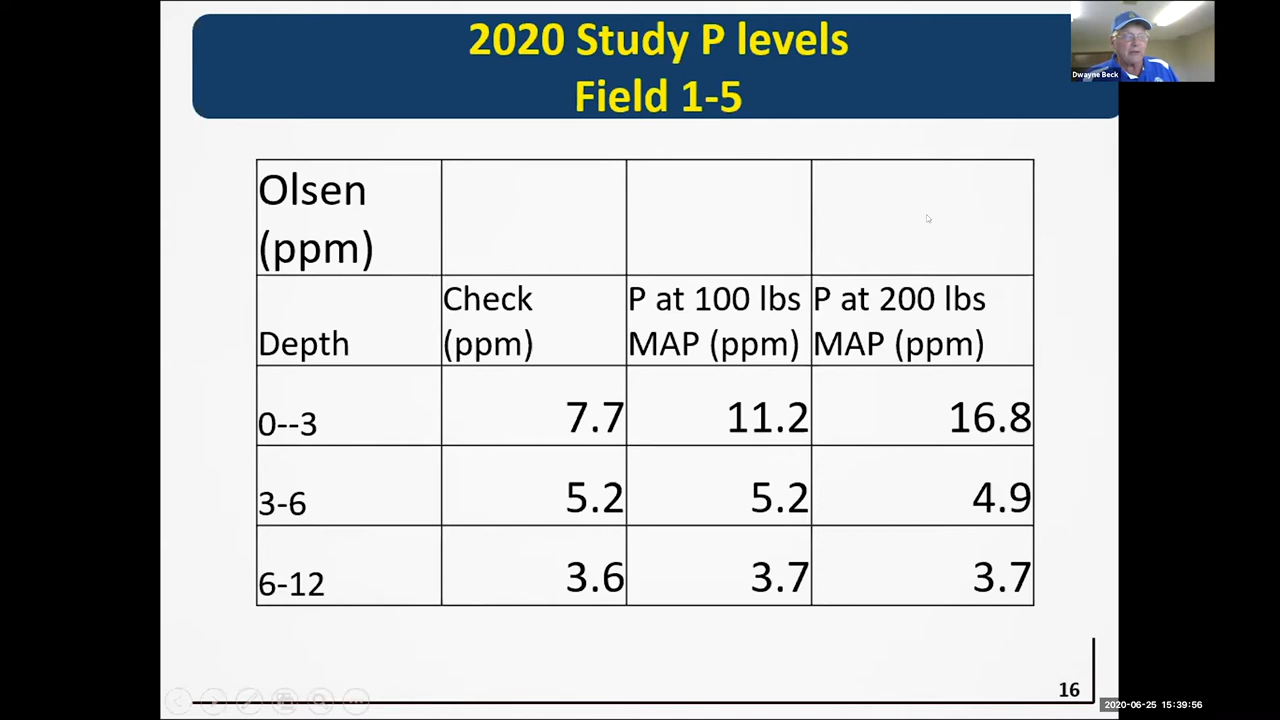 2020 Study P levels
Field 1-5
Dwayne Beck
Olsen
(ppm)
Depth
Check
(ppm)
P at 100 lbs
MAP (ppm)
P at 200 lbs
MAP (ppm)
0--3 7.7 11.2 16.8
3-6 5.2 5.2 4.9
6-12 3.6 3.7 3.7
16
2020-06-25 15:39:56